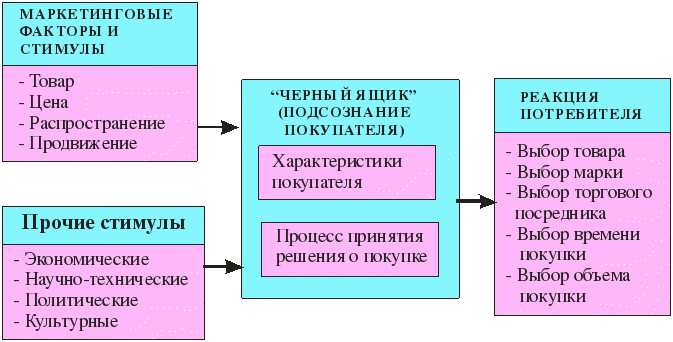 МАРКЕТИНГОВЫЕ
ФАКТОРЫ И
СТИМУЛЫ
- Товар
- Цена
- Распространение
- Продвижение
Прочие стимулы
- Экономические
- Научно-технические
- Политические
- Культурные
“ЧЕРНЫЙ ЯЩИК”
(ПОДСОЗНАНИЕ
ПОКУПАТЕЛЯ)
Характеристики
покупателя
Процесс принятия
решения о покупке
РЕАКЦИЯ
ПОТРЕБИТЕЛЯ
- Выбор товара
- Выбор марки
- Выбор торгового
посредника
- Выбор времени
покупки
- Выбор объема
покупки